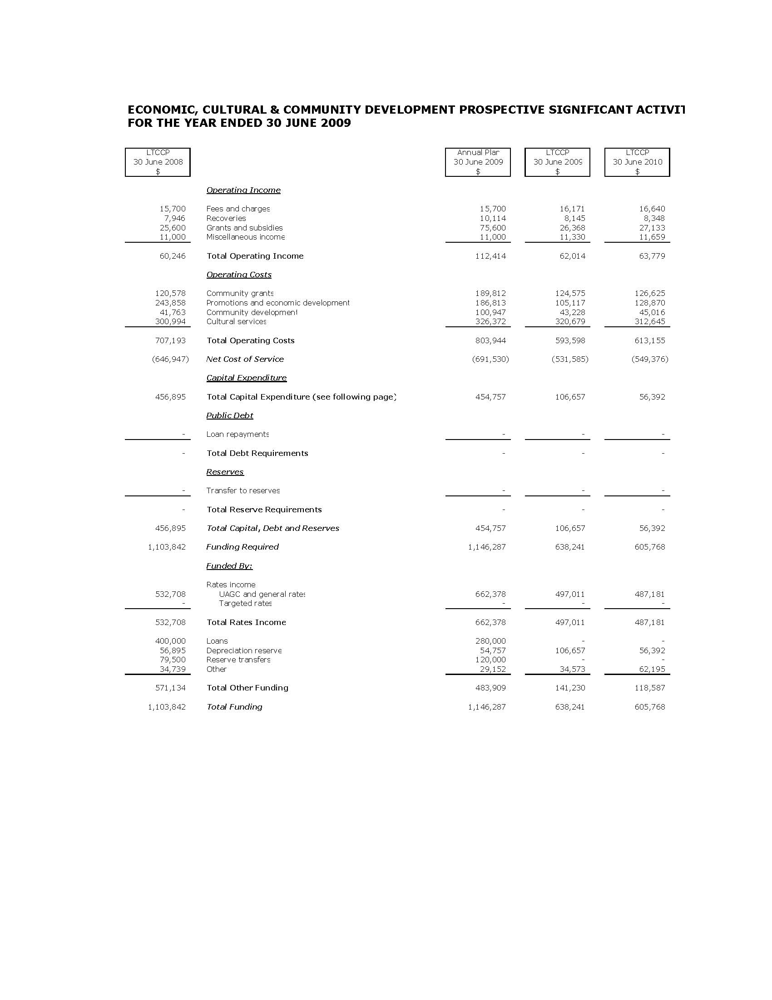 ECONOMIC, CULTURAL & COMMUNITY DEVELOPMENT PROSPECTIVE SIGNIFICANT ACTIVIT
FOR THE YEAR ENDED 30 JUNE 2009
LTCCP Annual Plan LTCCP LTCCP
30 June 2008 30 June 2009 30 June 2009 30 June 2010
$ $ $ $
Operating Income
15,700 Fees and charges 15,700 16,171 16,640
7,946 Recoveries 10,114 8,145 8,348
25,600 Grants and subsidies 75,600 26,368 27,133
11,000 Miscellaneous income 11,000 11,330 11,659
60,246 Total Operating Income 112,414 62,014 63,779
Operating Costs
120,578 Community grants 189,812 124,575 126,625
243,858 Promotions and economic development 186,813 105,117 128,870
41,763 Community development 100,947 43,228 45,016
300,994 Cultural services 326,372 320,679 312,645
707,193 Total Operating Costs 803,944 593,598 613,155
(646,947) Net Cost of Service (691,530) (531,585) (549,376)
Capital Expenditure
456,895 Total Capital Expenditure (see following page) 454,757 106,657 56,392
Public Debt
- Loan repayments - - -
- Total Debt Requirements - - -
Reserves
- Transfer to reserves - - -
- Total Reserve Requirements - - -
456,895 Total Capital, Debt and Reserves 454,757 106,657 56,392
1,103,842 Funding Required 1,146,287 638,241 605,768
Funded By:
Rates income
532,708 UAGC and general rates 662,378 497,011 487,181
- Targeted rates - - -
532,708 Total Rates Income 662,378 497,011 487,181
400,000 Loans 280,000 - -
56,895 Depreciation reserve 54,757 106,657 56,392
79,500 Reserve transfers 120,000 - -
34,739 Other 29,152 34,573 62,195
571,134 Total Other Funding 483,909 141,230 118,587
1,103,842 Total Funding 1,146,287 638,241 605,768